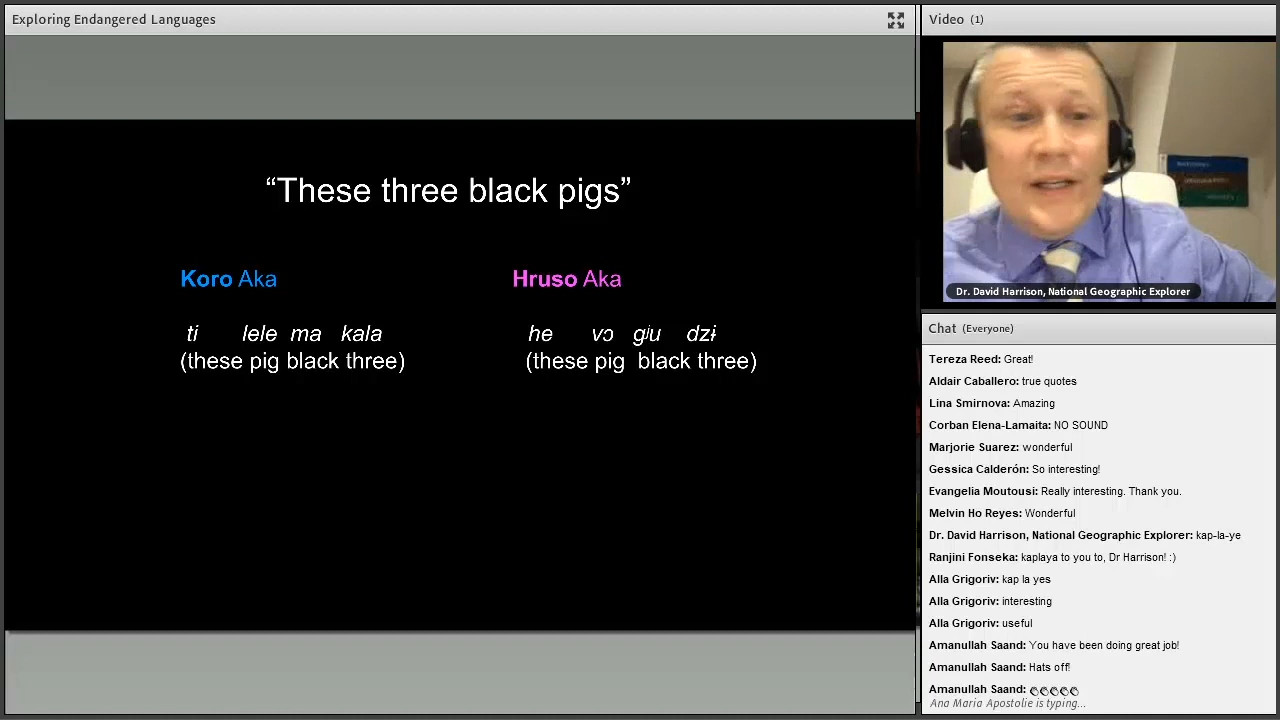 Exploring Endangered Languages
“These three black pigs”
Koro Aka
ti lele ma kala
(these pig black three)
Hruso Aka
he vɔ gʲu dzɨ
(these pig black three)
Video (1)
Dr. David Harrison, National Geographic Explorer
Chat (Everyone)
Tereza Reed: Great!
Aldair Caballero: true quotes
Lina Smirnova: Amazing
Corban Elena-Lamaita: NO SOUND
Marjorie Suarez: wonderful
Gessica Calderón: So interesting!
Evangelia Moutousi: Really interesting. Thank you.
Melvin Ho Reyes: Wonderful
Dr. David Harrison, National Geographic Explorer: kap-la-ye
Ranjini Fonseka: kaplaya to you to, Dr Harrison! :)
Alla Grigoriv: kap la yes
Alla Grigoriv: interesting
Alla Grigoriv: useful
Amanullah Saand: You have been doing great job!
Amanullah Saand: Hats off!
Amanullah Saand: 👏👏👏👏👏
Ana Maria Apostolie is typing...